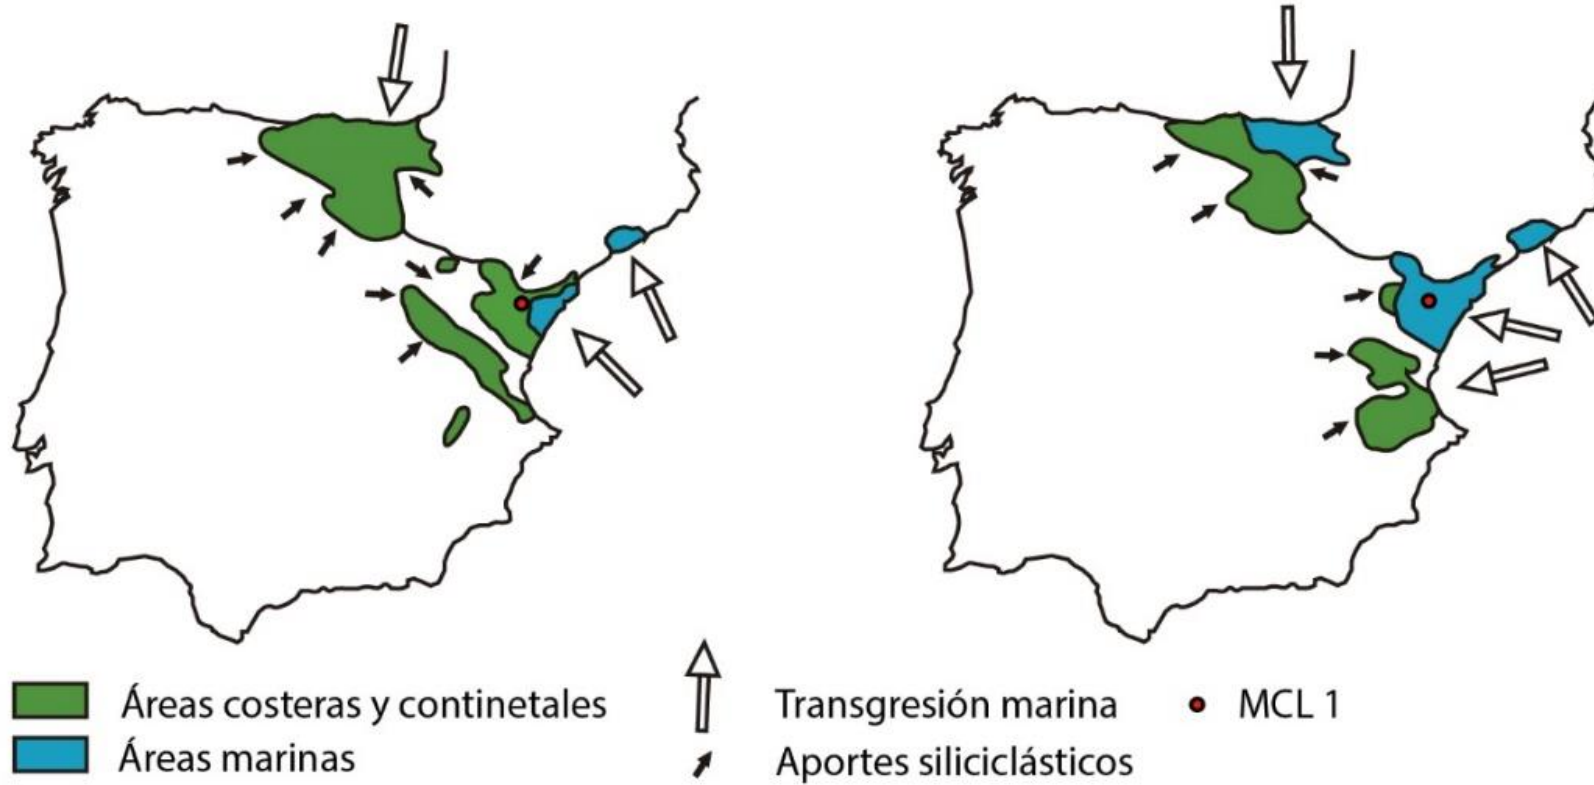 Áreas costeras y continetales
Transgresión marina
MCL 1
Áreas marinas
Aportes siliciclásticos